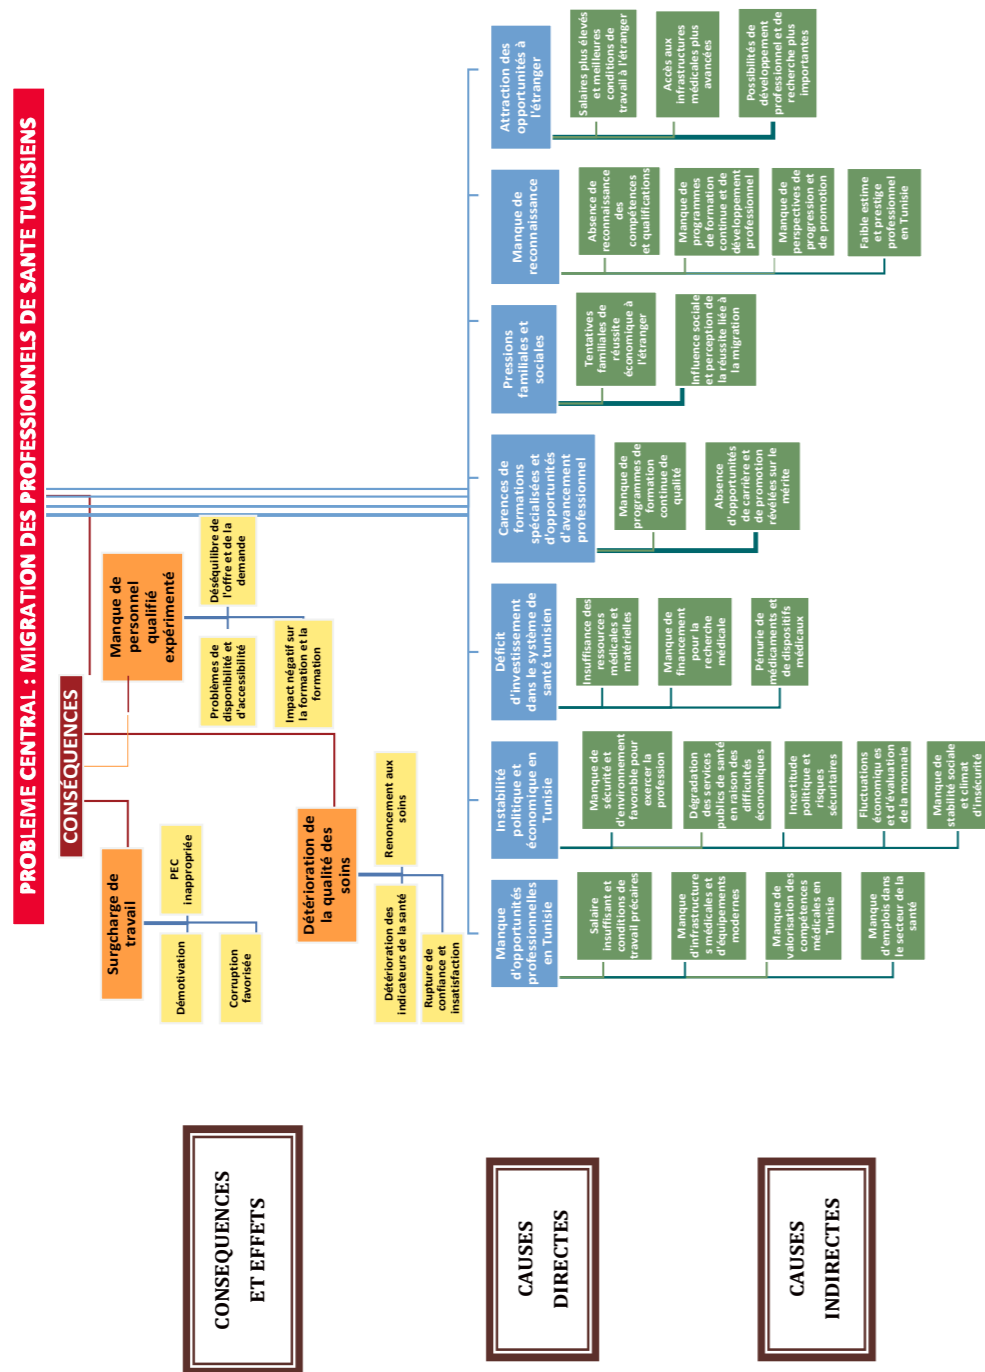 PROBLEME CENTRAL : MIGRATION DES PROFESSIONNELS DE SANTE TUNISIENS
CONSÉQUENCES
CONSEQUENCES
ET EFFETS
Surgcharge de
travail
Démotivation
PEC
inappropriée
Corruption
favorisée
Détérioration de
la qualité des
soins
Détérioration des
indicateurs de la santé
Renoncement aux
soins
Rupture de
confiance et
insatisfaction
Manque de
personnel
qualifié
expérimenté
Problèmes de
disponibilité et
d'accessibilité
Déséquilibre de
l'offre et de la
demande
Impact négatif sur
la formation et la
formation
CAUSES
DIRECTES
CAUSES
INDIRECTES
Manque
d'opportunités
professionnelles
en Tunisie
Salaire
insuffisant et
conditions de
travail précaires
Manque
d'infrastructure
s médicales et
d'équipements
modernes
Manque de
valorisation des
compétences
médicales en
Tunisie
Manque
d'emplois dans
le secteur de la
santé
Instabilité
politique et
économique en
Tunisie
Manque de
sécurité et
d'environnement
favorable pour
exercer la
profession
Dégradation
des services
publics de santé
en raison des
difficultés
économiques
Incertitude
politique et
risques
sécuritaires
Fluctuations
économiqu es
et d'évaluation
de la monnaie
Manque de
stabilité sociale
et climat
d'insécurité
Déficit
d'investissement
dans le système de
santé tunisien
Insuffisance des
ressources
médicales et
matérielles
Manque de
financement
pour la
recherche
médicale
Pénurie de
médicaments et
de dispositifs
médicaux
Carences de
formations
spécialisées et
d'opportunités
d'avancement
professionnel
Manque de
programmes de
formation
continue de
qualité
Absence
d'opportunités
de carrière et
de promotion
révélées sur le
mérite
Pressions
familiales et
sociales
Tentatives
familiales de
réussite
économique à
l'étranger
Influence sociale
et perception de
la réussite liée à
la migration
Manque de
reconnaissance
Absence de
reconnaissance
des
compétences
et qualifications
Manque de
programmes
de formation
continue et de
développement
professionnel
Manque de
perspectives de
progression et
de promotion
Faible estime
et prestige
professionnel
en Tunisie
Attraction des
opportunités à
l'étranger
Salaires plus élevés
et meilleures
conditions de
travail à l'étranger
Accès aux
infrastructures
médicales plus
avancées
Possibilités de
développement
professionnel et de
recherche plus
importantes